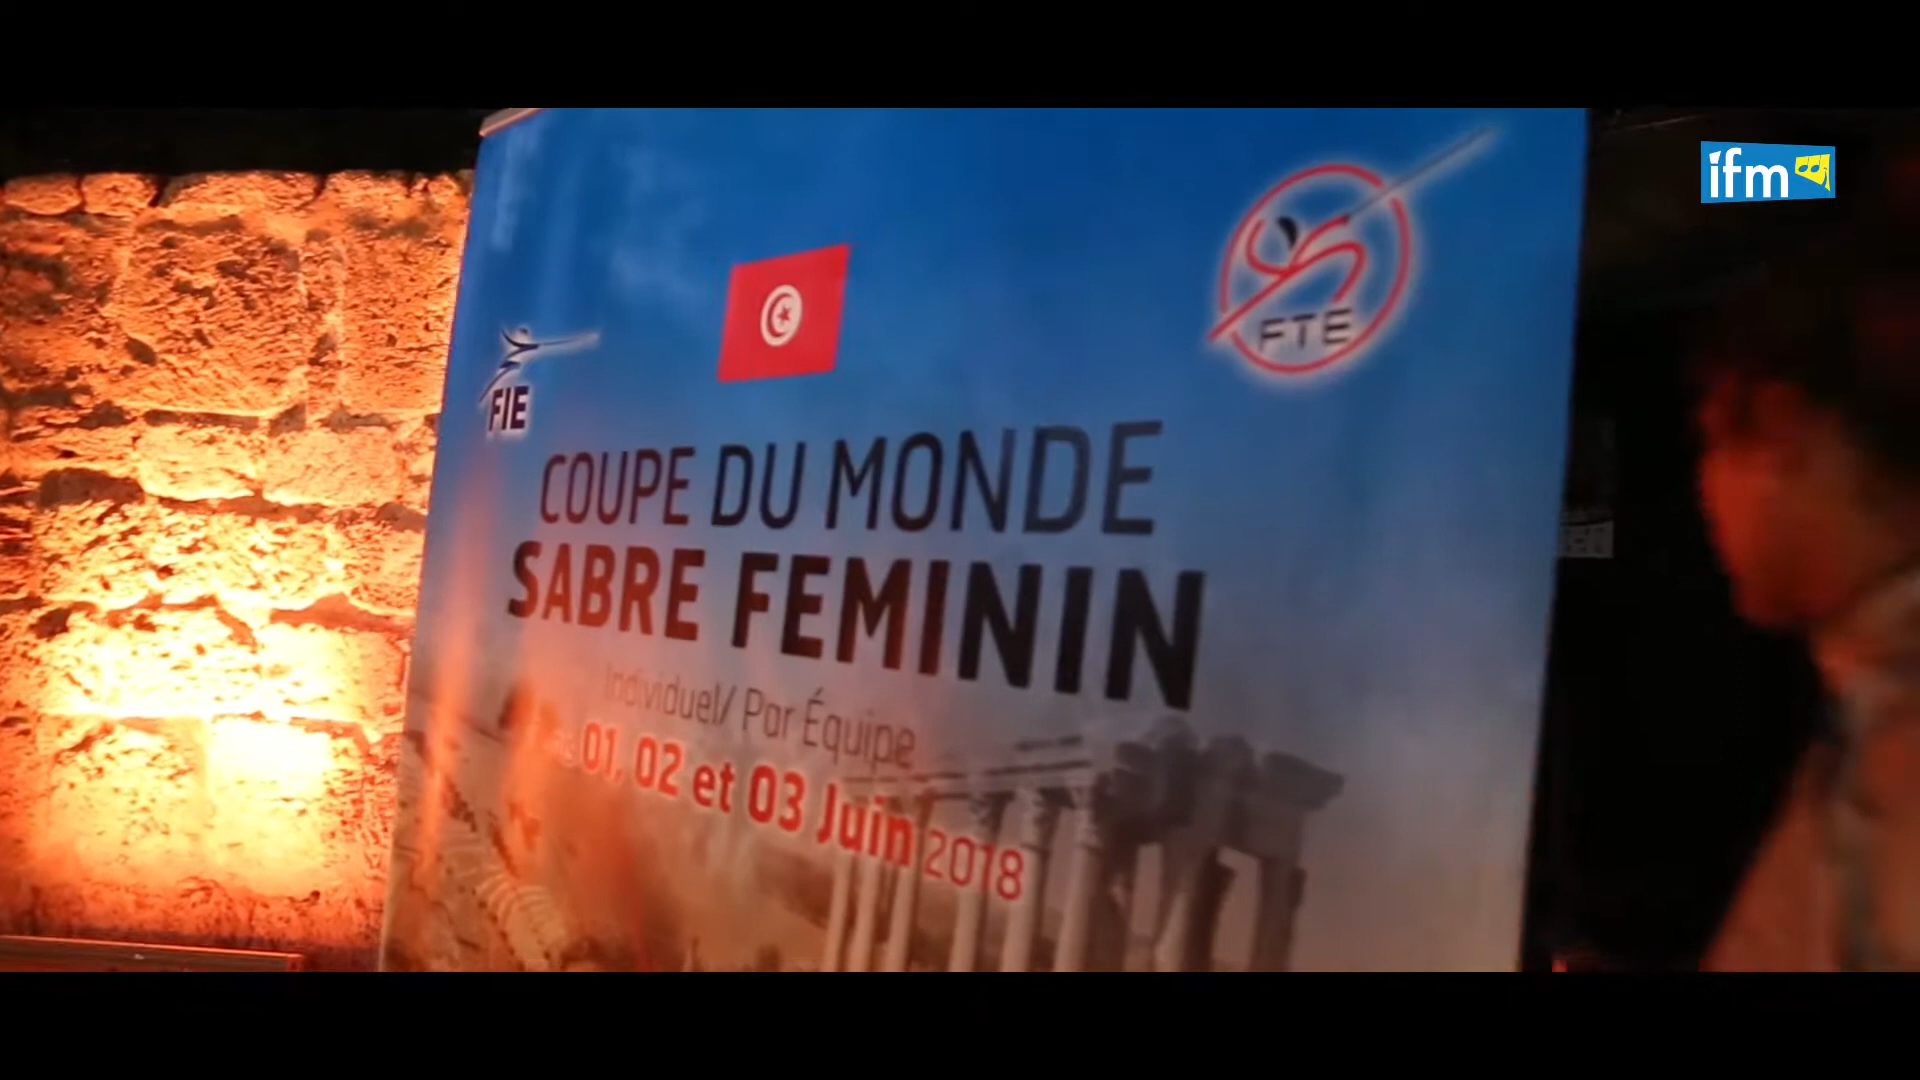 ifm
FTE
FIE
COUPE DU MONDE
SABRE FEMININ
Individuel/ Par Équipe
01, 02 et 03 Juin 2018